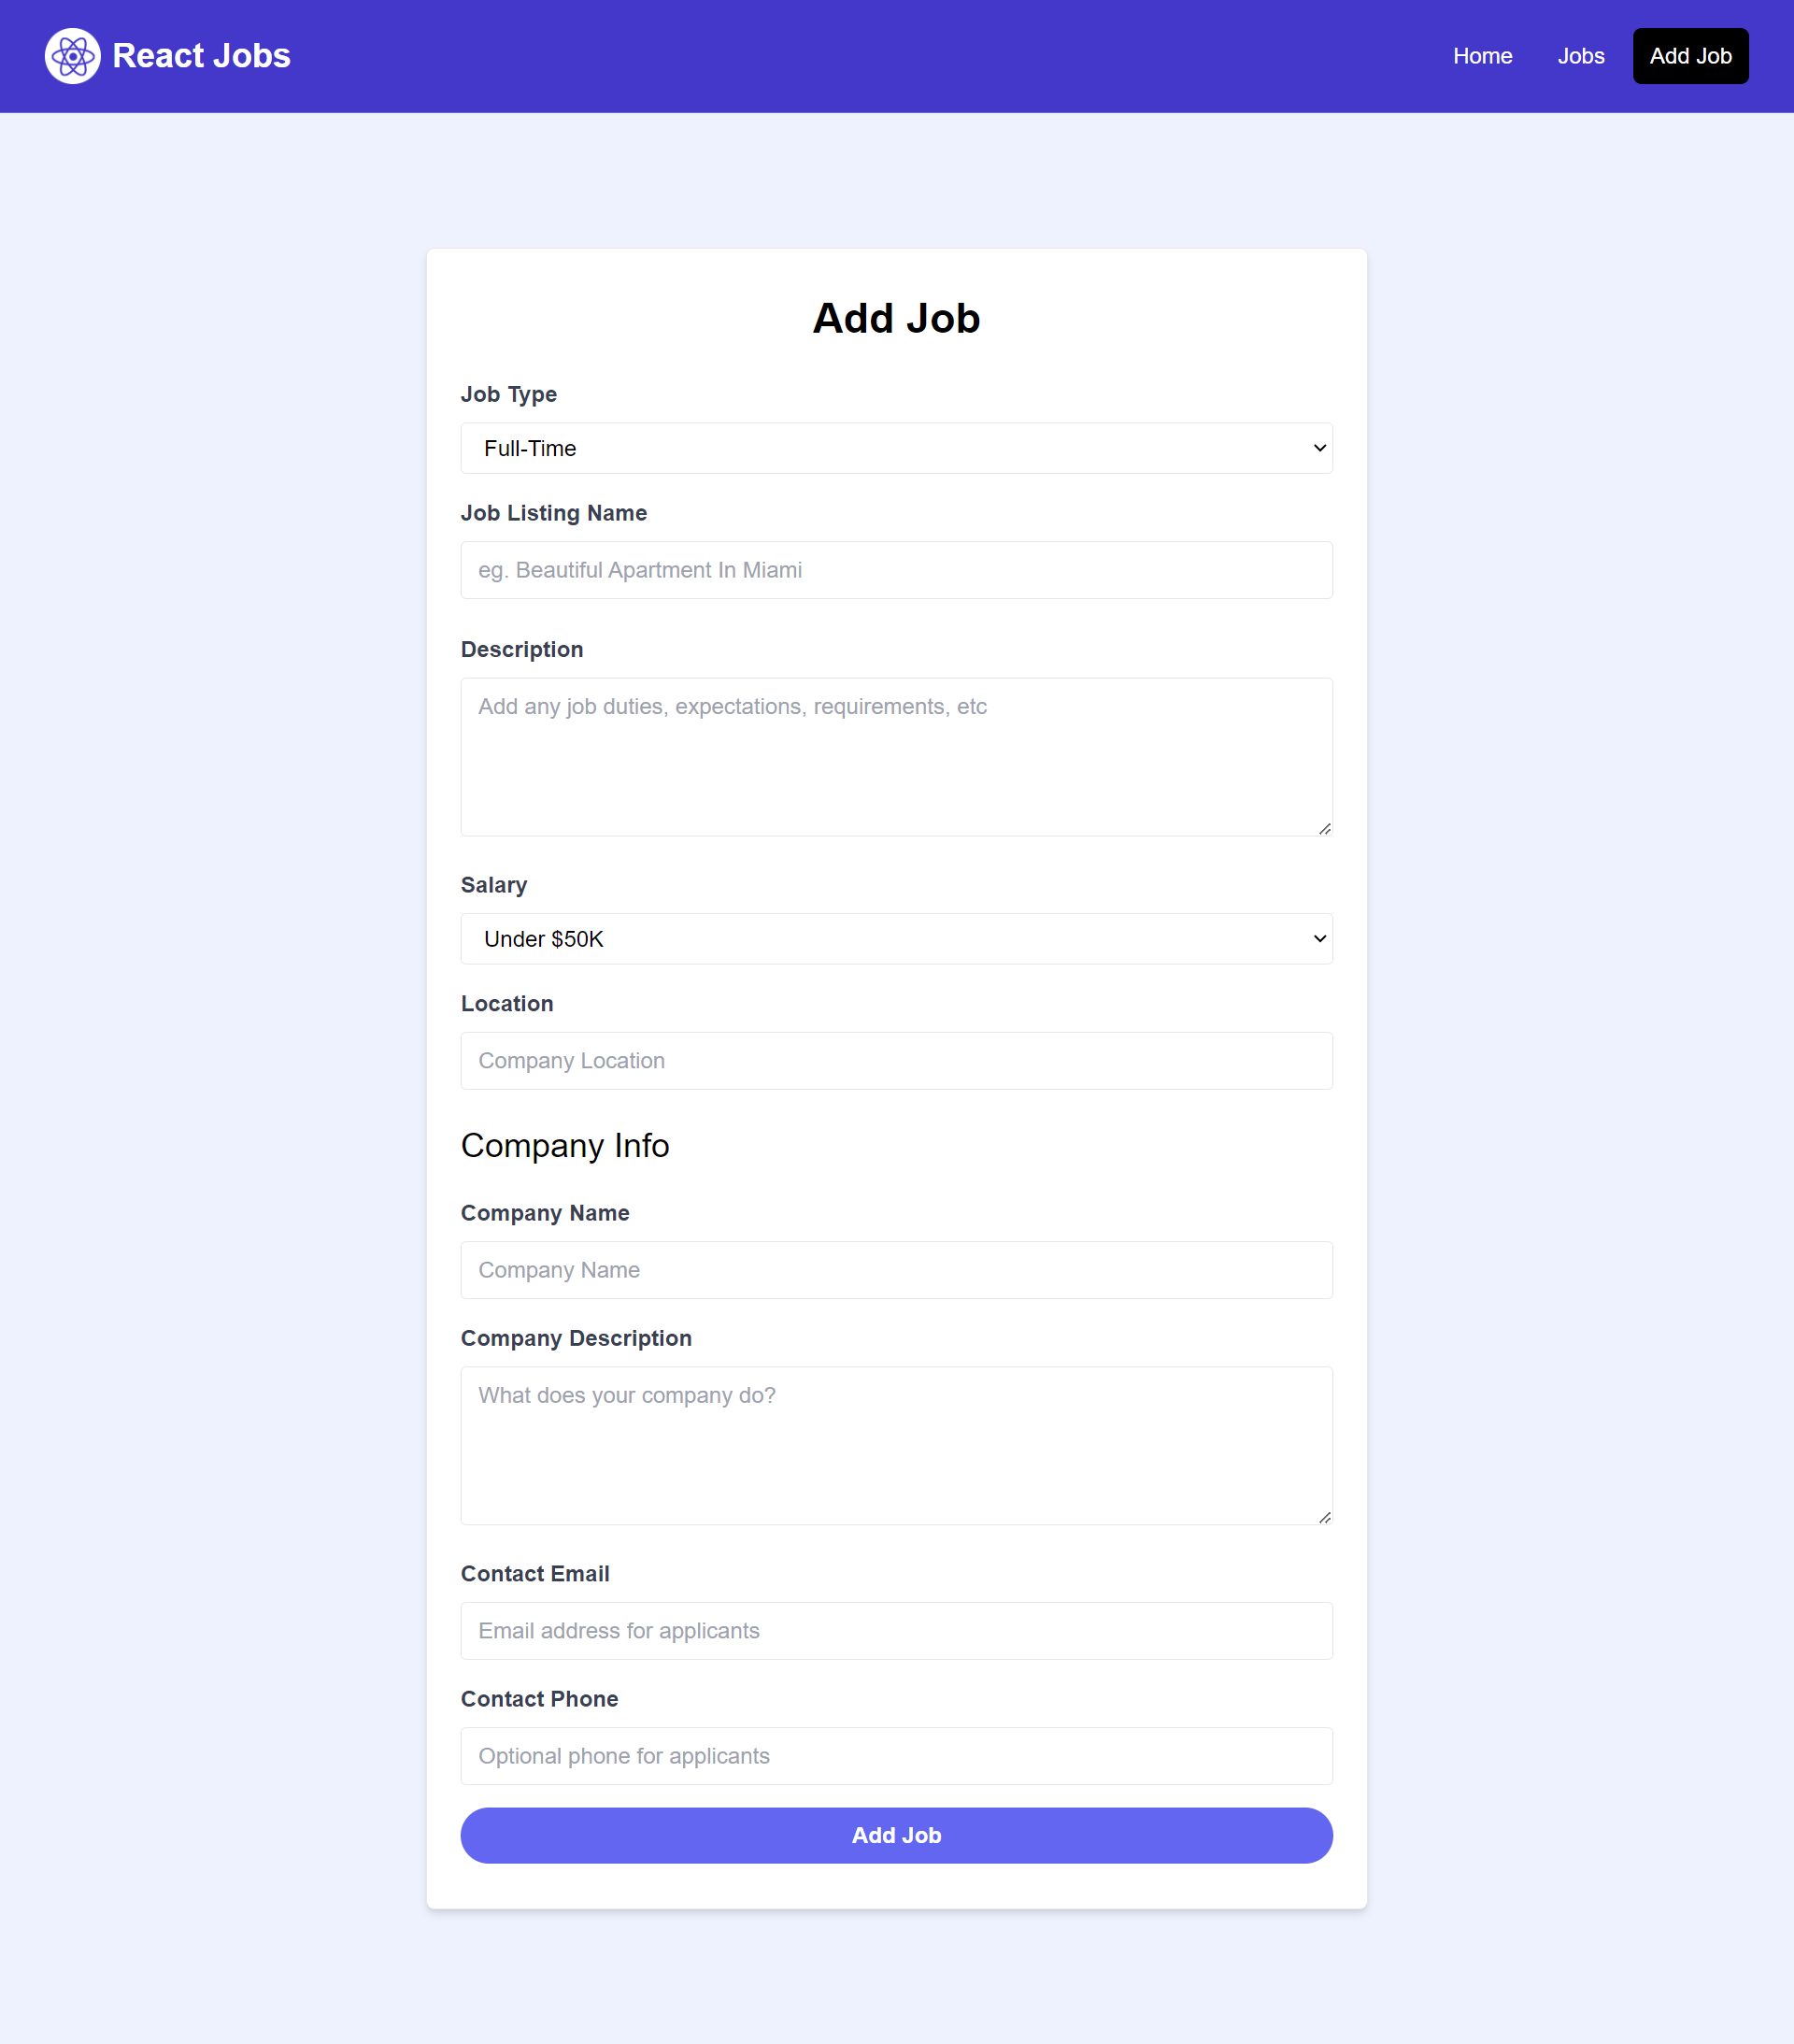 React Jobs
Home
Jobs
Add Job
Add Job
Job Type
Full-Time
Job Listing Name
eg. Beautiful Apartment In Miami
Description
Add any job duties, expectations, requirements, etc
Salary
Under $50K
Location
Company Location
Company Info
Company Name
Company Name
Company Description
What does your company do?
Contact Email
Email address for applicants
Contact Phone
Optional phone for applicants
Add Job